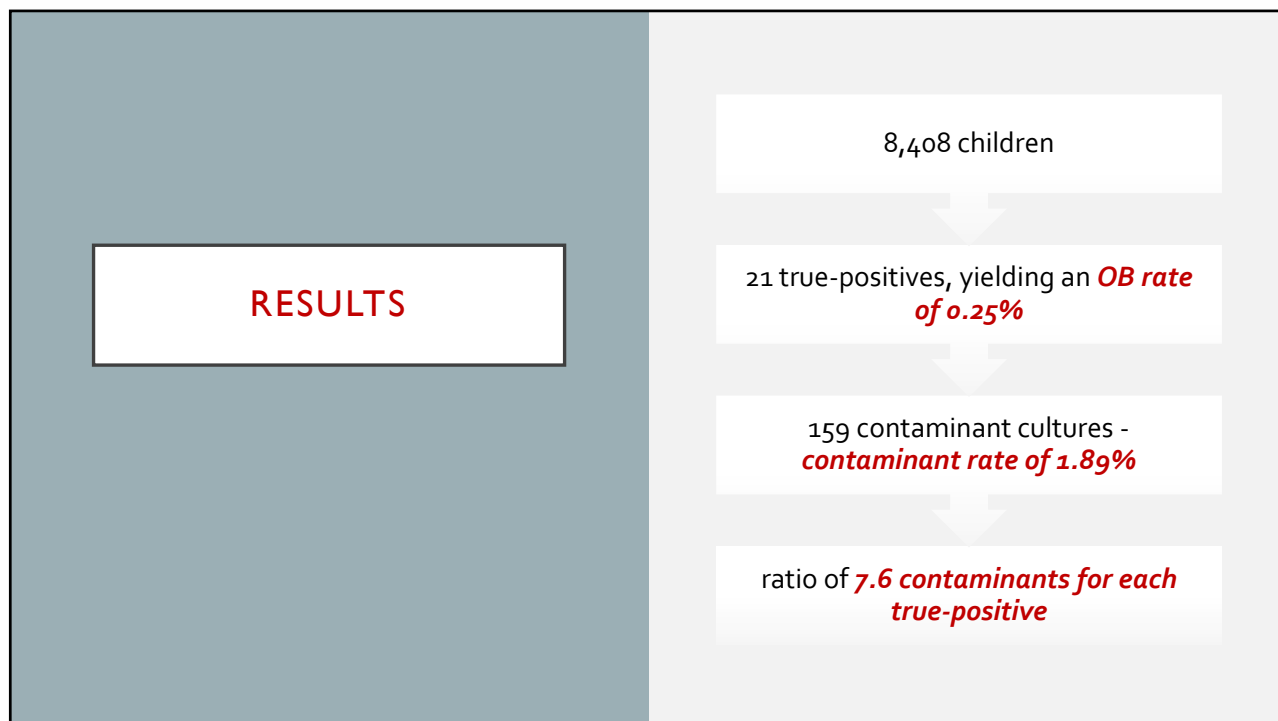 RESULTS
8,408 children
21 true-positives, yielding an OB rate
of 0.25%
159 contaminant cultures -
contaminant rate of 1.89%
ratio of 7.6 contaminants for each
true-positive